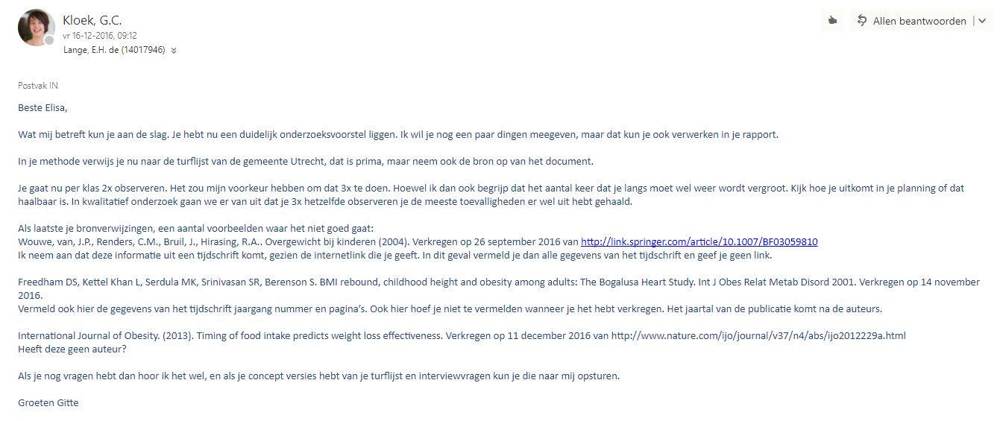 Kloek, G.C.
Allen beantwoorden
vr 16-12-2016, 09:12
Lange, E.H. de (14017946)
Postvak IN
Beste Elisa,
Wat mij betreft kun je aan de slag. Je hebt nu een duidelijk onderzoeksvoorstel liggen. Ik wil je nog een paar dingen meegeven, maar dat kun je ook verwerken in je rapport.
In je methode verwijs je nu naar de turflijst van de gemeente Utrecht, dat is prima, maar neem ook de bron op van het document.
Je gaat nu per klas 2x observeren. Het zou mijn voorkeur hebben om dat 3x te doen. Hoewel ik dan ook begrijp dat het aantal keer dat je langs moet wel weer wordt vergroot. Kijk hoe je uitkomt in je planning of dat
haalbaar is. In kwalitatief onderzoek gaan we er van uit dat je 3x hetzelfde observeren je de meeste toevalligheden er wel uit hebt gehaald.
Als laatste je bronverwijzingen, een aantal voorbeelden waar het niet goed gaat:
Wouwe, van, J.P., Renders, C.M., Bruil, J., Hirasing, R.A.. Overgewicht bij kinderen (2004). Verkregen op 26 september 2016 van http://link.springer.com/article/10.1007/BF03059810
Ik neem aan dat deze informatie uit een tijdschrift komt, gezien de internetlink die je geeft. In dit geval vermeld je dan alle gegevens van het tijdschrift en geef je geen link.
Freedham DS, Kettel Khan L, Serdula MK, Srinivasan SR, Berenson S. BMI rebound, childhood height and obesity among adults: The Bogalusa Heart Study. Int J Obes Relat Metab Disord 2001. Verkregen op 14 november
2016.
Vermeld ook hier de gegevens van het tijdschrift jaargang nummer en pagina's. Ook hier hoef je niet te vermelden wanneer je het hebt verkregen. Het jaartal van de publicatie komt na de auteurs.
International Journal of Obesity. (2013). Timing of food intake predicts weight loss effectiveness. Verkregen op 11 december 2016 van http://www.nature.com/ijo/journal/v37/n4/abs/ijo2012229a.html
Heeft deze geen auteur?
Als je nog vragen hebt dan hoor ik het wel, en als je concept versies hebt van je turflijst en interviewvragen kun je die naar mij opsturen.
Groeten Gitte